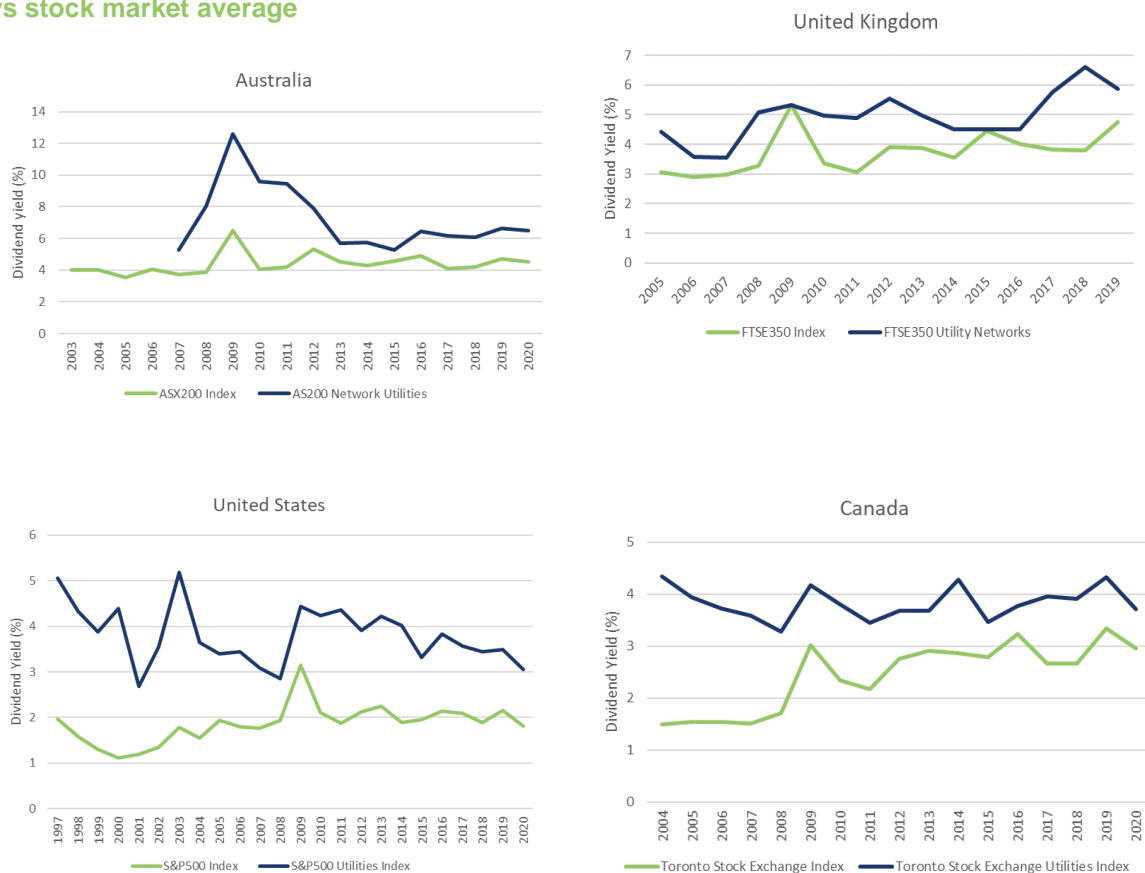 vs stock market average
Australia
Dividend yield (%)
14
12
10
8
6
4
2
0
2003 2004 2005 2006 2007 2008 2009 2010 2011 2012 2013 2014 2015 2016 2017 2018 2019 2020
ASX200 Index AS200 Network Utilities
United Kingdom
Dividend Yield (%)
7
6
5
4
3
2
1
0
2005 2006 2007 2008 2009 2010 2011 2012 2013 2014 2015 2016 2017 2018 2019
FTSE350 Index FTSE350 Utility Networks
United States
Dividend Yield (%)
6
5
4
3
2
1
0
1997 1998 1999 2000 2001 2002 2003 2004 2005 2006 2007 2008 2009 2010 2011 2012 2013 2014 2015 2016 2017 2018 2019 2020
S&P500 Index S&P500 Utilities Index
Canada
Dividend Yield (%)
5
4
3
2
1
0
2004 2005 2006 2007 2008 2009 2010 2011 2012 2013 2014 2015 2016 2017 2018 2019 2020
Toronto Stock Exchange Index Toronto Stock Exchange Utilities Index